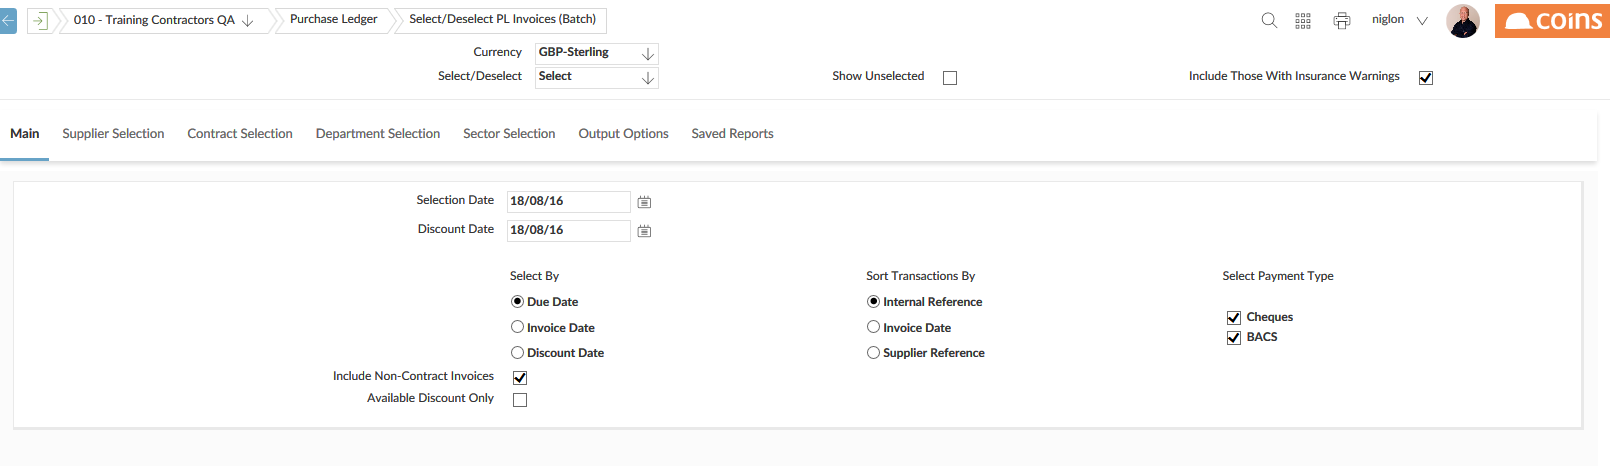 010 - Training Contractors QA Purchase Ledger Select/Deselect PL Invoices (Batch) niglon coins
Currency GBP-Sterling
Select/Deselect Select Show Unselected Include Those With Insurance Warnings
Main Supplier Selection Contract Selection Department Selection Sector Selection Output Options Saved Reports
Selection Date 18/08/16
Discount Date 18/08/16
Select By Sort Transactions By Select Payment Type
Due Date Internal Reference
Cheques
Invoice Date Invoice Date
BACS
Discount Date Supplier Reference
Include Non-Contract Invoices
Available Discount Only